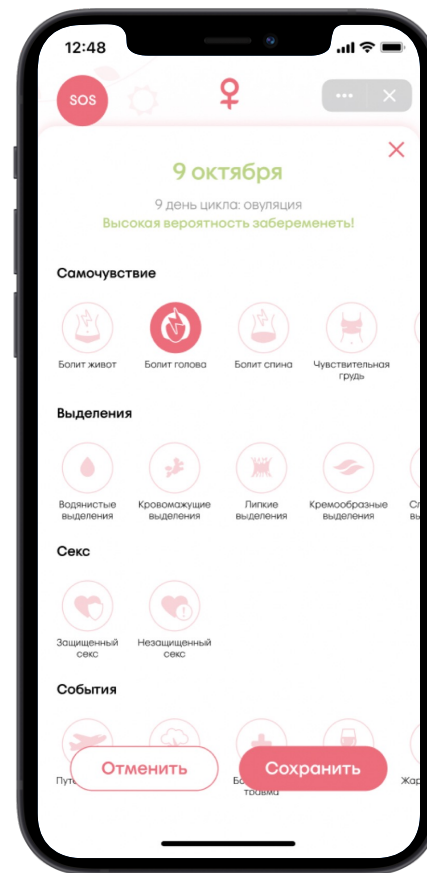 12:48
SOS
9 октября
9 день цикла: овуляция
Высокая вероятность забеременеть!
Самочувствие
Болит живот
Болит голова
Болит спина
Чувствительная
грудь
Выделения
Водянистые
выделения
Кровомажущие
выделения
Липкие
выделения
Кремообразные
выделения
Секс
Защищенный
секс
Незащищенный
секс
События
Отменить
Сохранить
травма